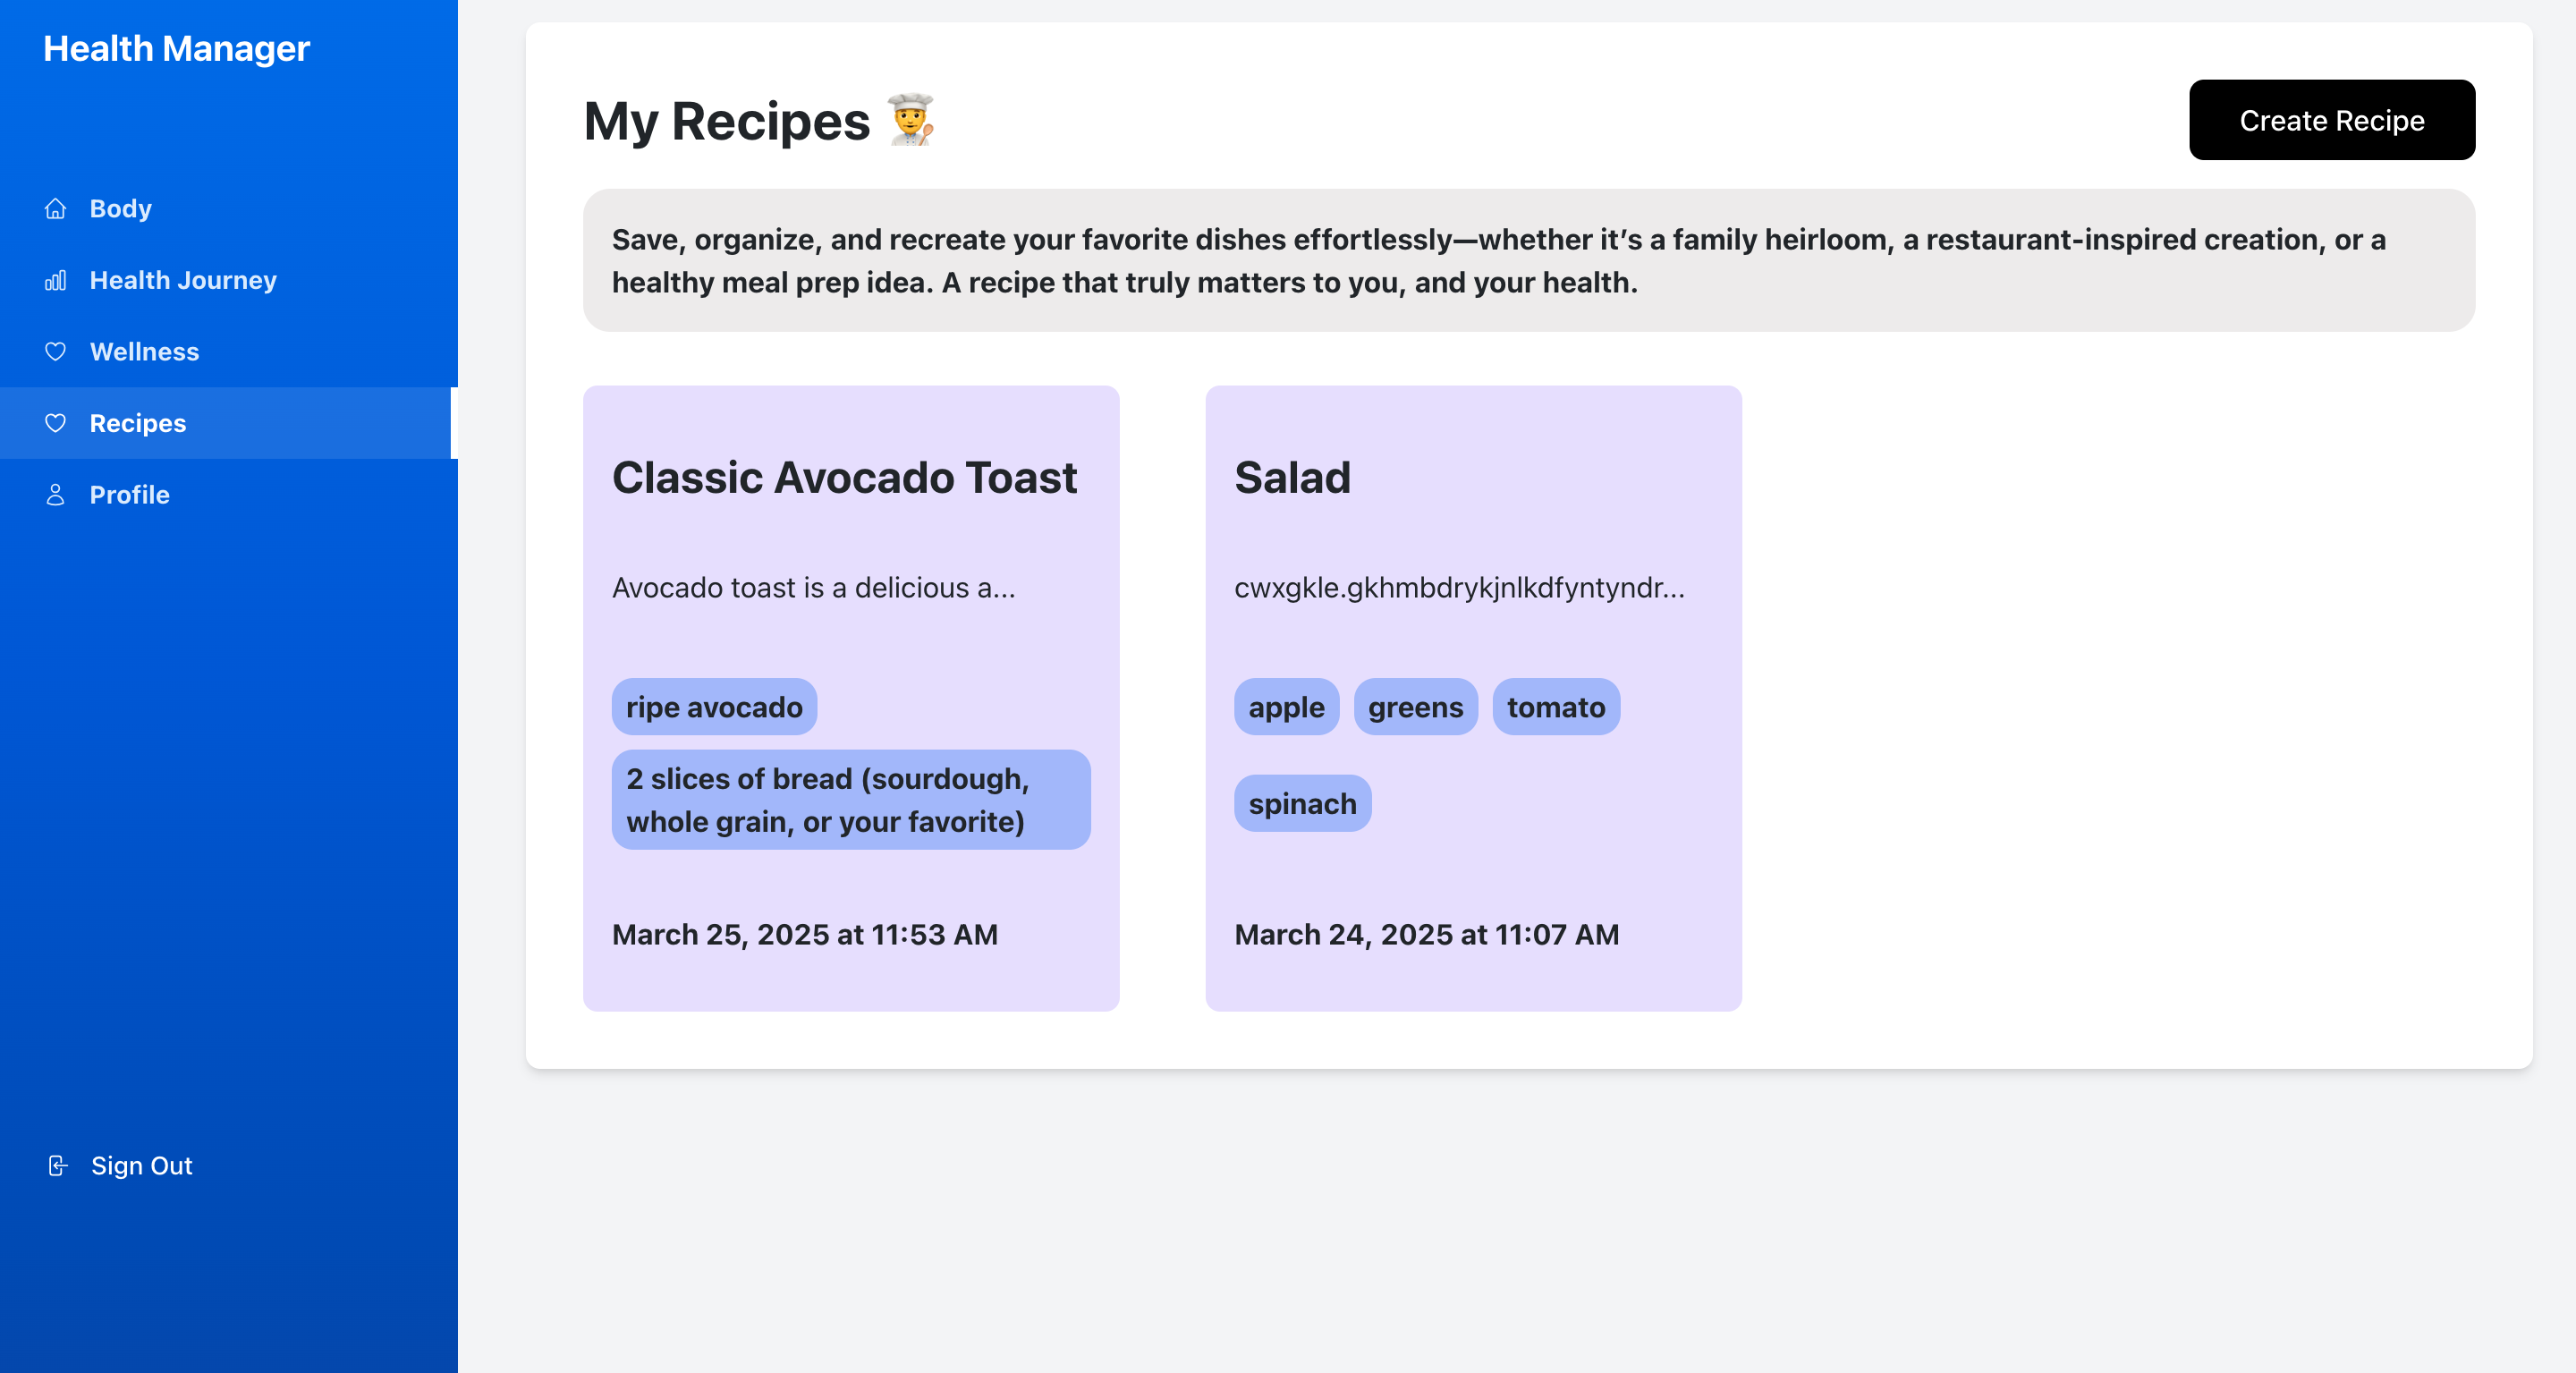 Health Manager
Body
Health Journey
Wellness
Recipes
Profile
Sign Out
My Recipes 👨‍🍳
Create Recipe
Save, organize, and recreate your favorite dishes effortlessly—whether it’s a family heirloom, a restaurant-inspired creation, or a
healthy meal prep idea. A recipe that truly matters to you, and your health.
Classic Avocado Toast
Avocado toast is a delicious a...
ripe avocado
2 slices of bread (sourdough,
whole grain, or your favorite)
March 25, 2025 at 11:53 AM
Salad
cwxgkle.gkhmbdrykjnlkdfyntyndr...
apple greens tomato
spinach
March 24, 2025 at 11:07 AM